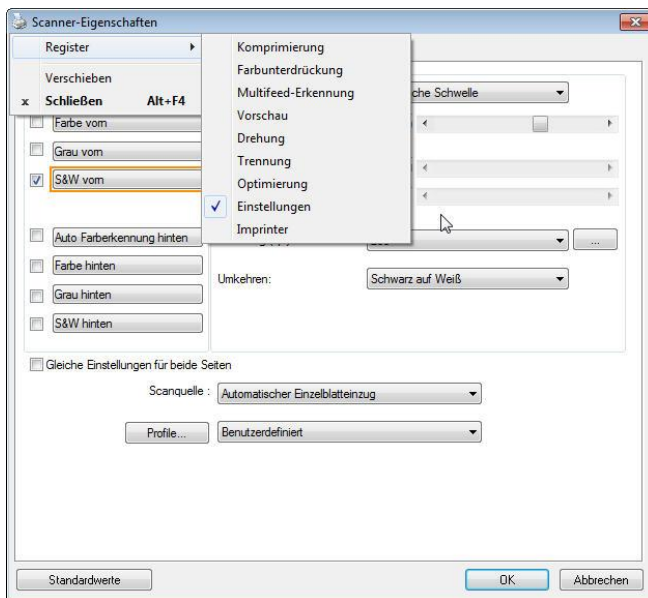 Scanner-Eigenschaften
Register
Verschieben
x Schließen Alt+F4
Komprimierung
Farbunterdrückung
Multifeed-Erkennung
Vorschau
Drehung
Trennung
Optimierung
Einstellungen
Imprinter
Schwelle
Farbe vorn
Grau vorn
S&W vorn
Auto Farberkennung hinten
...
Farbe hinten
Umkehren: Schwarz auf Weiß
Grau hinten
S&W hinten
Gleiche Einstellungen für beide Seiten
Scanquelle : Automatischer Einzelblatteinzug
Profile... Benutzerdefiniert
Standardwerte OK Abbrechen